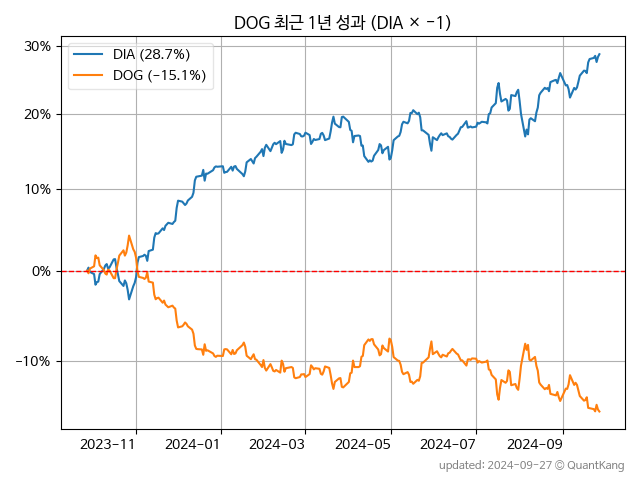 DOG 최근 1년 성과 (DIA × −1)
30%
20%
10%
0%
−10%
DIA (28.7%)
DOG (−15.1%)
2023−11
2024−01
2024−03
2024−05
2024−07
2024−09
updated: 2024−09−27 © QuantKang